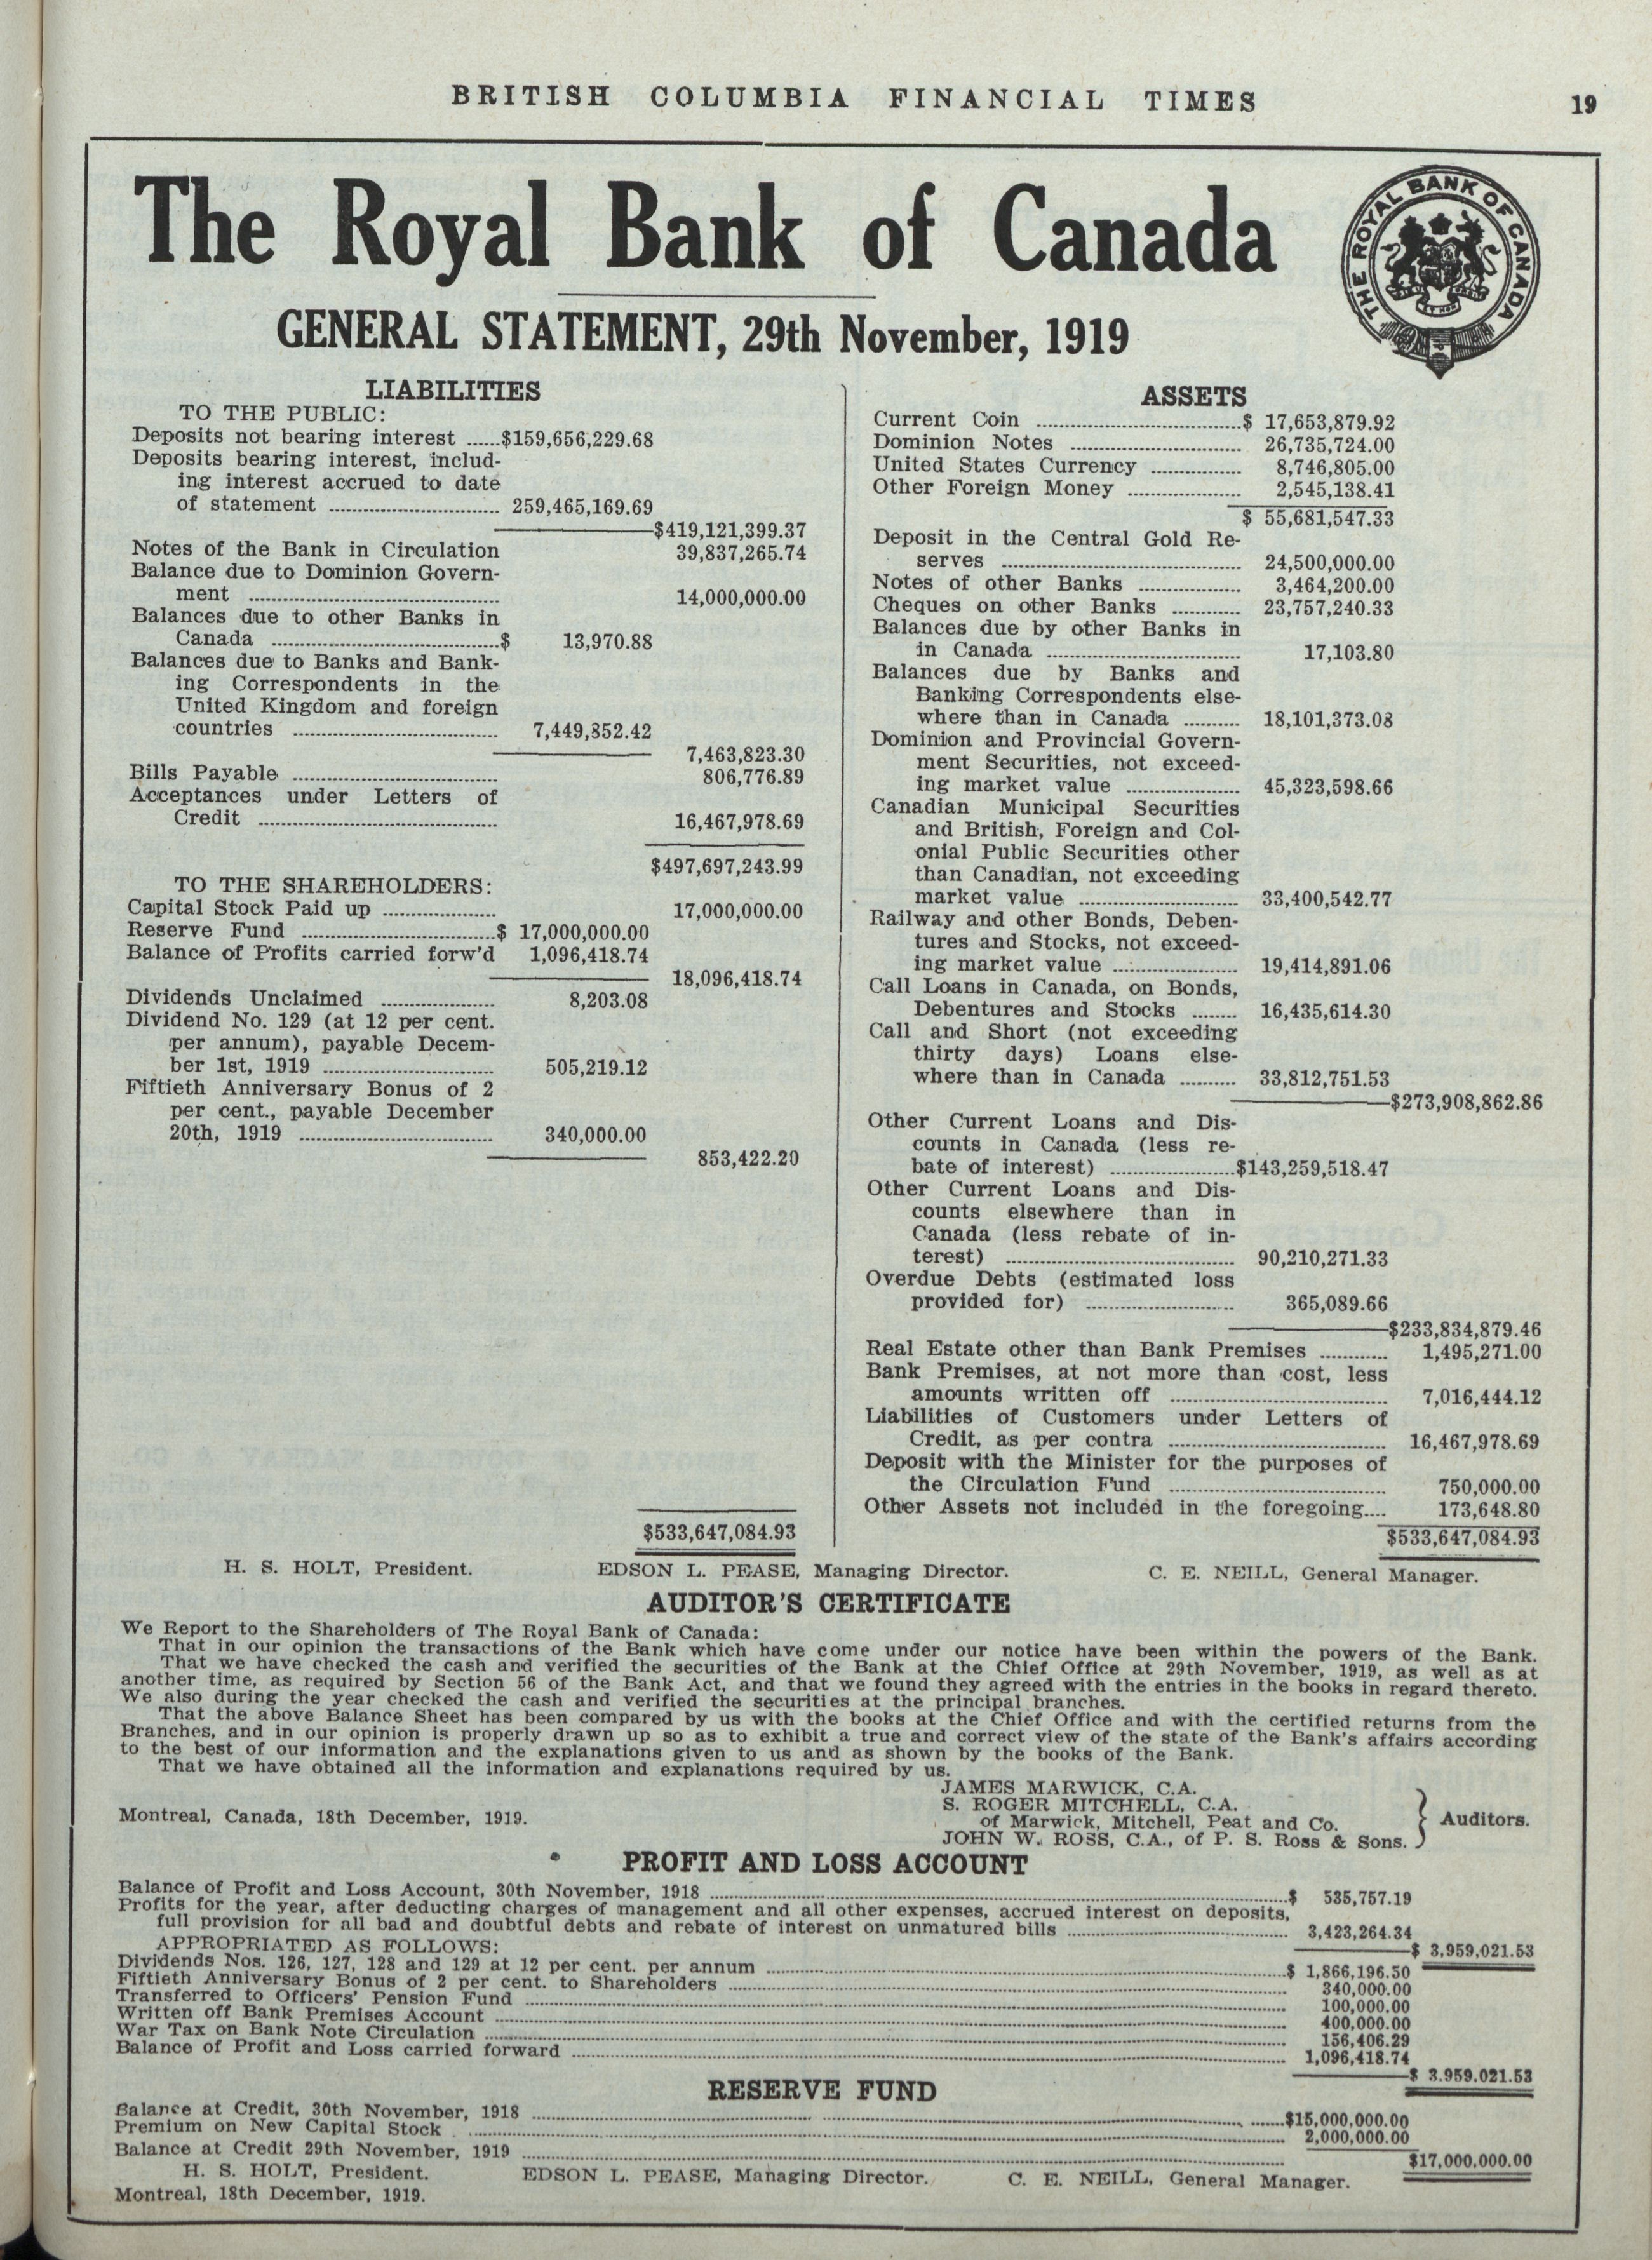 BRITISH COLUMBIA FINANCIAL TIMES 19
The Royal Bank of Canada
THE ROYAL BANK OF CANADA
GENERAL STATEMENT, 29th November, 1919
LIABILITIES
TO THE PUBLIC:
Deposits not bearing interest ......$159,656,229.68
Deposits bearing interest, includ-
ing interest accrued to date
of statement .............................. 259,465,169.69
$419,121,399.37
Notes of the Bank in Circulation 39,837,265.74
Balance due to Dominion Govern-
ment ............................................ 14,000,000.00
Balances due to other Banks in
Canada ........................................$ 13,970.88
Balances due to Banks and Bank-
ing Correspondents in the
United Kingdom and foreign
countries .................................... 7,449,852.42
7,463,823.30
Bills Payable .................................... 806,776.89
Acceptances under Letters of
Credit .......................................... 16,467,978.69
$497,697,243.99
TO THE SHAREHOLDERS:
Capital Stock Paid up .................... 17,000,000.00
Reserve Fund ..................................$ 17,000,000.00
Balance of Profits carried forw'd 1,096,418.74
18,096,418.74
Dividends Unclaimed .................... 8,203.08
Dividend No. 129 (at 12 per cent.
per annum), payable Decem-
ber 1st, 1919 .............................. 505,219.12
Fiftieth Anniversary Bonus of 2
per cent., payable December
20th, 1919 .................................. 340,000.00
853,422.20
$533,647,084.93
ASSETS
Current Coin ....................................$ 17,653,879.92
Dominion Notes .............................. 26,735,724.00
United States Currency ................ 8,746,805.00
Other Foreign Money .................... 2,545,138.41
$ 55,681,547.33
Deposit in the Central Gold Re-
serves .......................................... 24,500,000.00
Notes of other Banks .................. 3,464,200.00
Cheques on other Banks ............ 23,757,240.33
Balances due by other Banks in
in Canada .................................. 17,103.80
Balances due by Banks and
Banking Correspondents else-
where than in Canada .......... 18,101,373.08
Dominion and Provincial Govern-
ment Securities, not exceed-
ing market value .................... 45,323,598.66
Canadian Municipal Securities
and British, Foreign and Col-
onial Public Securities other
than Canadian, not exceeding
market value ............................ 33,400,542.77
Railway and other Bonds, Deben-
tures and Stocks, not exceed-
ing market value ...................... 19,414,891.06
Call Loans in Canada, on Bonds,
Debentures and Stocks ........ 16,435,614.30
Call and Short (not exceeding
thirty days) Loans else-
where than in Canada .......... 33,812,751.53
$273,908,862.86
Other Current Loans and Dis-
counts in Canada (less re-
bate of interest) ......................$143,259,518.47
Other Current Loans and Dis-
counts elsewhere than in
Canada (less rebate of in-
terest) ........................................ 90,210,271.33
Overdue Debts (estimated loss
provided for) .......................... 365,089.66
$233,834,879.46
Real Estate other than Bank Premises ............ 1,495,271.00
Bank Premises, at not more than cost, less
amounts written off ...................................... 7,016,444.12
Liabilities of Customers under Letters of
Credit, as per contra ...................................... 16,467,978.69
Deposit with the Minister for the purposes of
the Circulation Fund ...................................... 750,000.00
Other Assets not included in the foregoing.... 173,648.80
$533,647,084.93
H. S. HOLT, President. EDSON L. PEASE, Managing Director. C. E. NEILL, General Manager.
AUDITOR'S CERTIFICATE
We Report to the Shareholders of The Royal Bank of Canada:
That in our opinion the transactions of the Bank which have come under our notice have been within the powers of the Bank.
That we have checked the cash and verified the securities of the Bank at the Chief Office at 29th November, 1919, as well as at
another time, as required by Section 56 of the Bank Act, and that we found they agreed with the entries in the books in regard thereto.
We also during the year checked the cash and verified the securities at the principal branches.
That the above Balance Sheet has been compared by us with the books at the Chief Office and with the certified returns from the
Branches, and in our opinion is properly drawn up so as to exhibit a true and correct view of the state of the Bank's affairs according
to the best of our information and the explanations given to us and as shown by the books of the Bank.
That we have obtained all the information and explanations required by us.
JAMES MARWICK, C.A.
S. ROGER MITCHELL, C.A.
of Marwick, Mitchell, Peat and Co.
JOHN W. ROSS, C.A., of P. S. Ross & Sons.
Auditors.
Montreal, Canada, 18th December, 1919.
PROFIT AND LOSS ACCOUNT
Balance of Profit and Loss Account, 30th November, 1918 ..........$ 535,757.19
Profits for the year, after deducting charges of management and all other expenses, accrued interest on deposits,
full provision for all bad and doubtful debts and rebate of interest on unmatured bills .......... 3,423,264.34
$ 3,959,021.53
APPROPRIATED AS FOLLOWS:
Dividends Nos. 126, 127, 128 and 129 at 12 per cent. per annum ..........$ 1,866,196.50
Fiftieth Anniversary Bonus of 2 per cent. to Shareholders .......... 340,000.00
Transferred to Officers' Pension Fund .......... 100,000.00
Written off Bank Premises Account .......... 400,000.00
War Tax on Bank Note Circulation .......... 156,406.29
Balance of Profit and Loss carried forward .......... 1,096,418.74
$ 3.959.021.53
RESERVE FUND
Balance at Credit, 30th November, 1918 ..........$15,000,000.00
Premium on New Capital Stock .......... 2,000,000.00
Balance at Credit 29th November, 1919 .......... $17,000.000.00
H. S. HOLT, President. EDSON L. PEASE, Managing Director. C. E. NEILL, General Manager.
Montreal, 18th December, 1919.